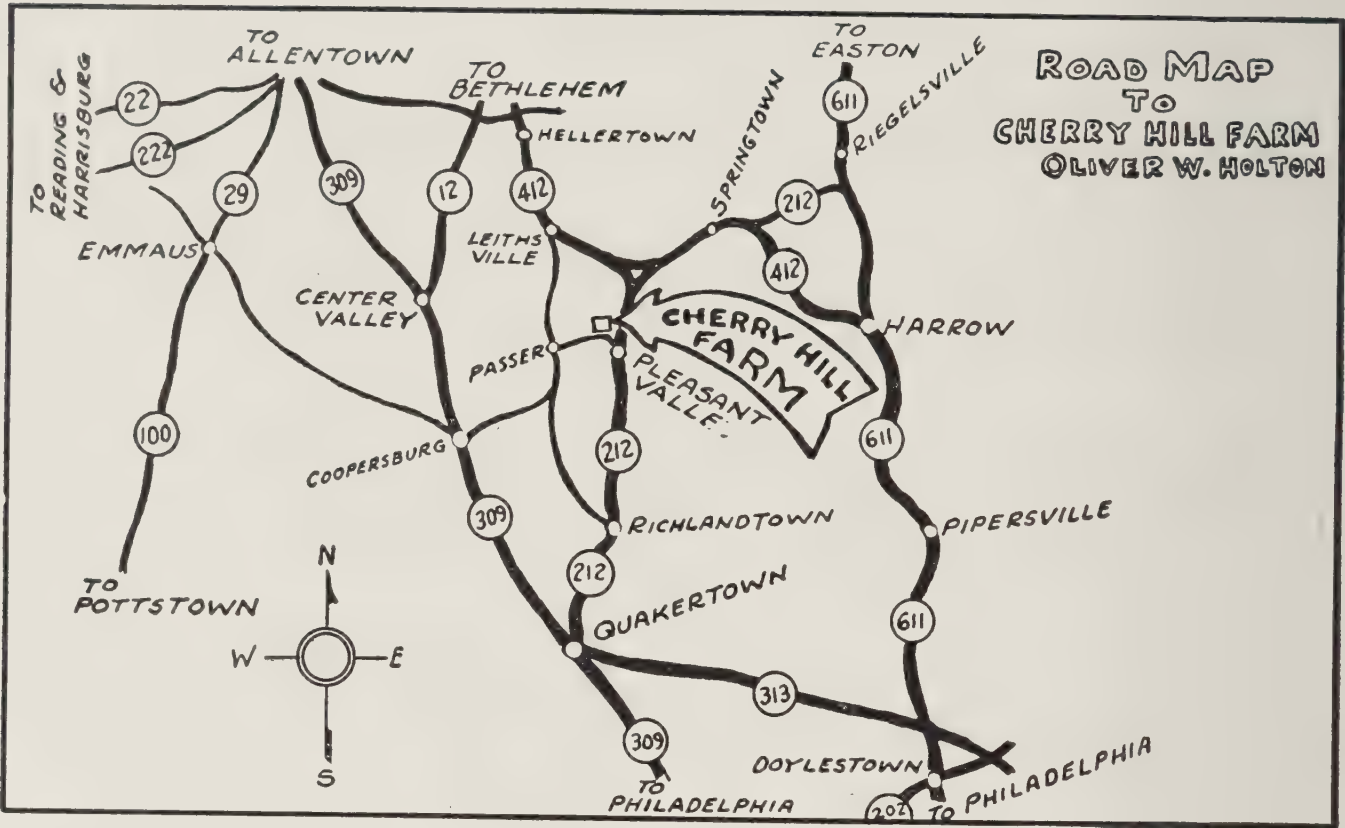 ROAD MAP
TO
CHERRY HILL FARM
OLIVER W. HOLTON
TO
ALLENTOWN
TO
READING &
HARRISBURG
22
222
29
309
TO
BETHLEHEM
HELLERTOWN
12
412
LEITHS
VILLE
SPRINGTOWN
TO
EASTON
611
RIEGELSVILLE
212
412
HARROW
EMMAUS
CENTER
VALLEY
CHERRY HILL
FARM
PASSER
PLEASANT
VALLE
100
COOPERSBURG
212
611
309
RICHLANDTOWN
PIPERSVILLE
212
QUAKERTOWN
611
TO
POTTSTOWN
N
W
E
S
313
309
TO
PHILADELPHIA
DOYLESTOWN
202
TO PHILADELPHIA